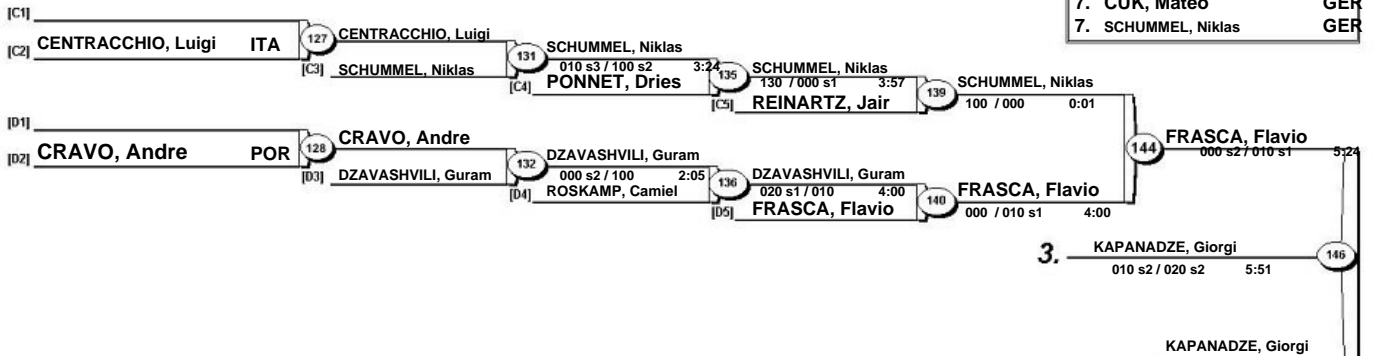 7. CUK, Mateo GER
7. SCHUMMEL, Niklas GER
[C1]
[C2] CENTRACCHIO, Luigi ITA
127
CENTRACCHIO, Luigi
[C3] SCHUMMEL, Niklas
131
SCHUMMEL, Niklas
010 s3 / 100 s2 3:24
[C4] PONNET, Dries
135
SCHUMMEL, Niklas
130 / 000 s1 3:57
[C5] REINARTZ, Jair
139
SCHUMMEL, Niklas
100 / 000 0:01
[D1]
[D2] CRAVO, Andre POR
128
CRAVO, Andre
[D3] DZAVASHVILI, Guram
132
DZAVASHVILI, Guram
000 s2 / 100 2:05
[D4] ROSKAMP, Camiel
136
DZAVASHVILI, Guram
020 s1 / 010 4:00
[D5] FRASCA, Flavio
140
FRASCA, Flavio
000 / 010 s1 4:00
144
FRASCA, Flavio
000 s2 / 010 s1 5:24
3. KAPANADZE, Giorgi
010 s2 / 020 s2 5:51
146
KAPANADZE, Giorgi